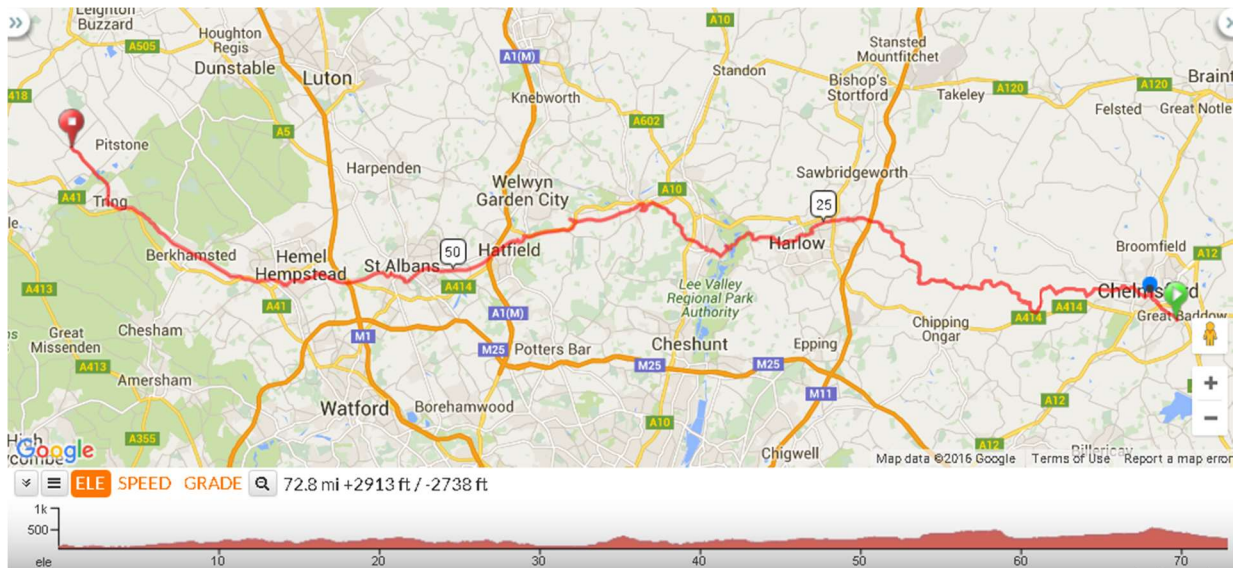 Leighton
Buzzard
A505
Houghton
Regis
Dunstable
Luton
A1(M)
Knebworth
A10
Standon
Stansted
Mountfitchet
Bishop's
Stortford
Takeley
A120
A120
Braint
Felsted
Great Notle
A418
Pitstone
A5
A602
Harpenden
Welwyn
Garden City
A10
Sawbridgeworth
25
A41
Tring
Berkhamsted
Hemel
Hempstead
St Albans
50
Hatfield
A414
Harlow
Broomfield
A12
Chelmsford
Great Baddow
A413
A41
Lee Valley
Regional Park
Authority
A414
A414
Chipping
Ongar
Great
Missenden
Chesham
M1
A1(M)
M25
Potters Bar
Cheshunt
Epping
A413
Amersham
M25
M25
M11
A12
Watford
Borehamwood
A10
A355
High
ycombe
Chigwell
A12
Billericay
Google
Map data ©2016 Google
Terms of Use
Report a map error
ELE SPEED GRADE 72.8 mi +2913 ft / -2738 ft
1k
500
ele 10 20 30 40 50 60 70